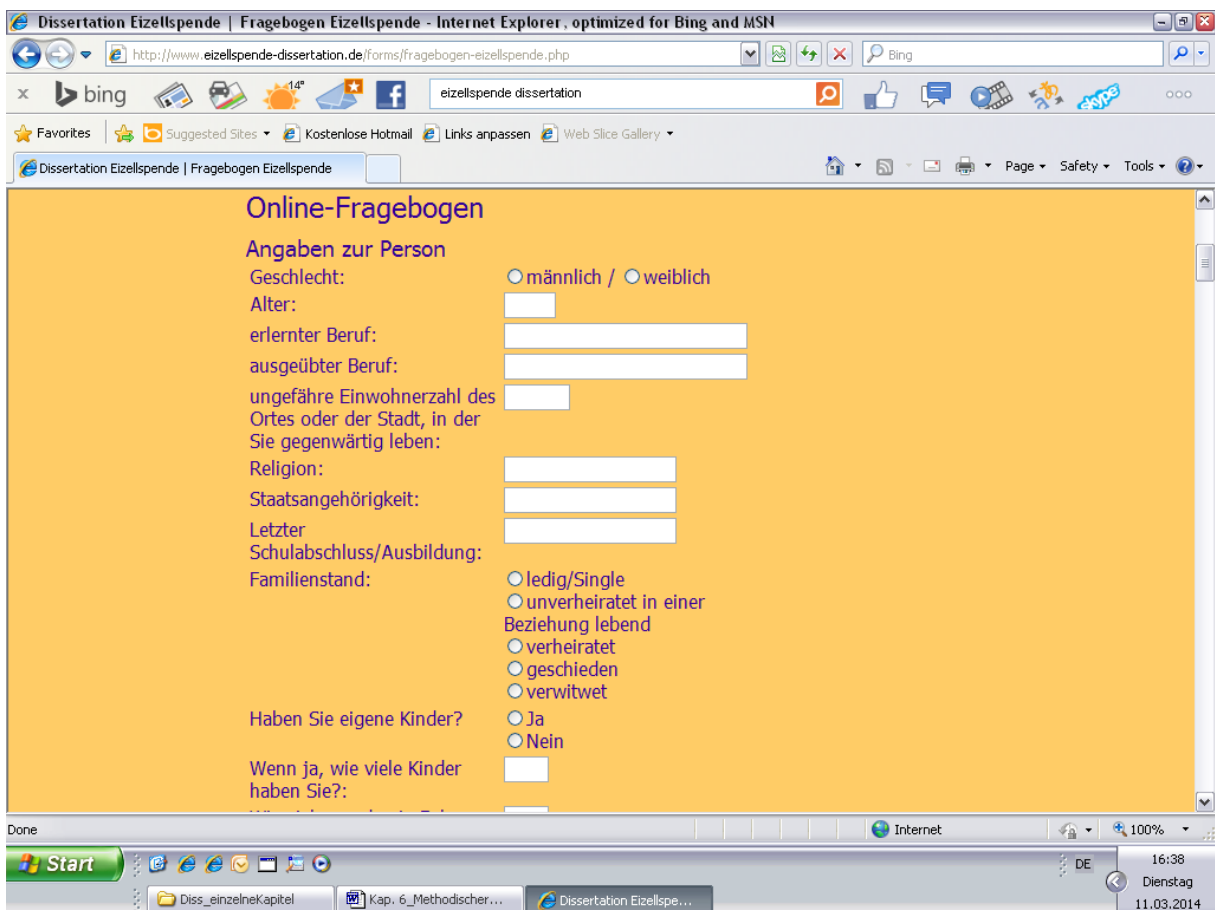 Dissertation Eizellspende | Fragebogen Eizellspende - Internet Explorer, optimized for Bing and MSN
http://www.eizellspende-dissertation.de/forms/fragebogen-eizellspende.php
Bing
x bing 14° f eizellspende dissertation
Favorites Suggested Sites Kostenlose Hotmail Links anpassen Web Slice Gallery
Dissertation Eizellspende | Fragebogen Eizellspende
Page Safety Tools
Online-Fragebogen
Angaben zur Person
Geschlecht: männlich / weiblich
Alter:
erlernter Beruf:
ausgeübter Beruf:
ungefähre Einwohnerzahl des
Ortes oder der Stadt, in der
Sie gegenwärtig leben:
Religion:
Staatsangehörigkeit:
Letzter
Schulabschluss/Ausbildung:
Familienstand: ledig/Single
unverheiratet in einer
Beziehung lebend
verheiratet
geschieden
verwitwet
Haben Sie eigene Kinder? Ja
Nein
Wenn ja, wie viele Kinder
haben Sie?:
Done Internet 100%
Start DE 16:38
Dienstag
Diss_einzelneKapitel Kap. 6_Methodischer... Dissertation Eizellspe...
11.03.2014